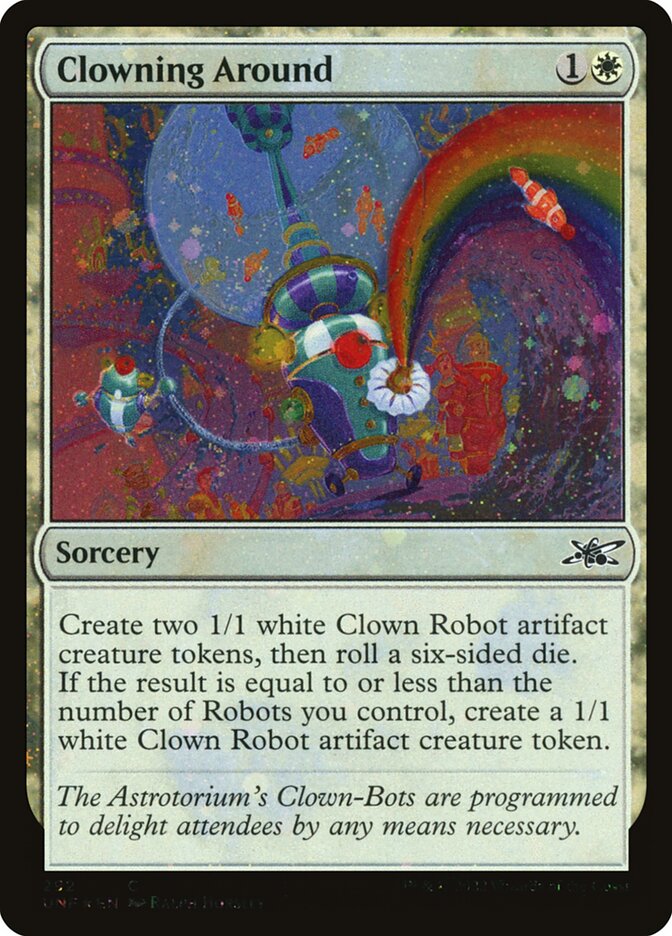 Clowning Around
1
Sorcery
Create two 1/1 white Clown Robot artifact
creature tokens, then roll a six-sided die.
If the result is equal to or less than the
number of Robots you control, create a 1/1
white Clown Robot artifact creature token.
The Astrotorium's Clown-Bots are programmed
to delight attendees by any means necessary.